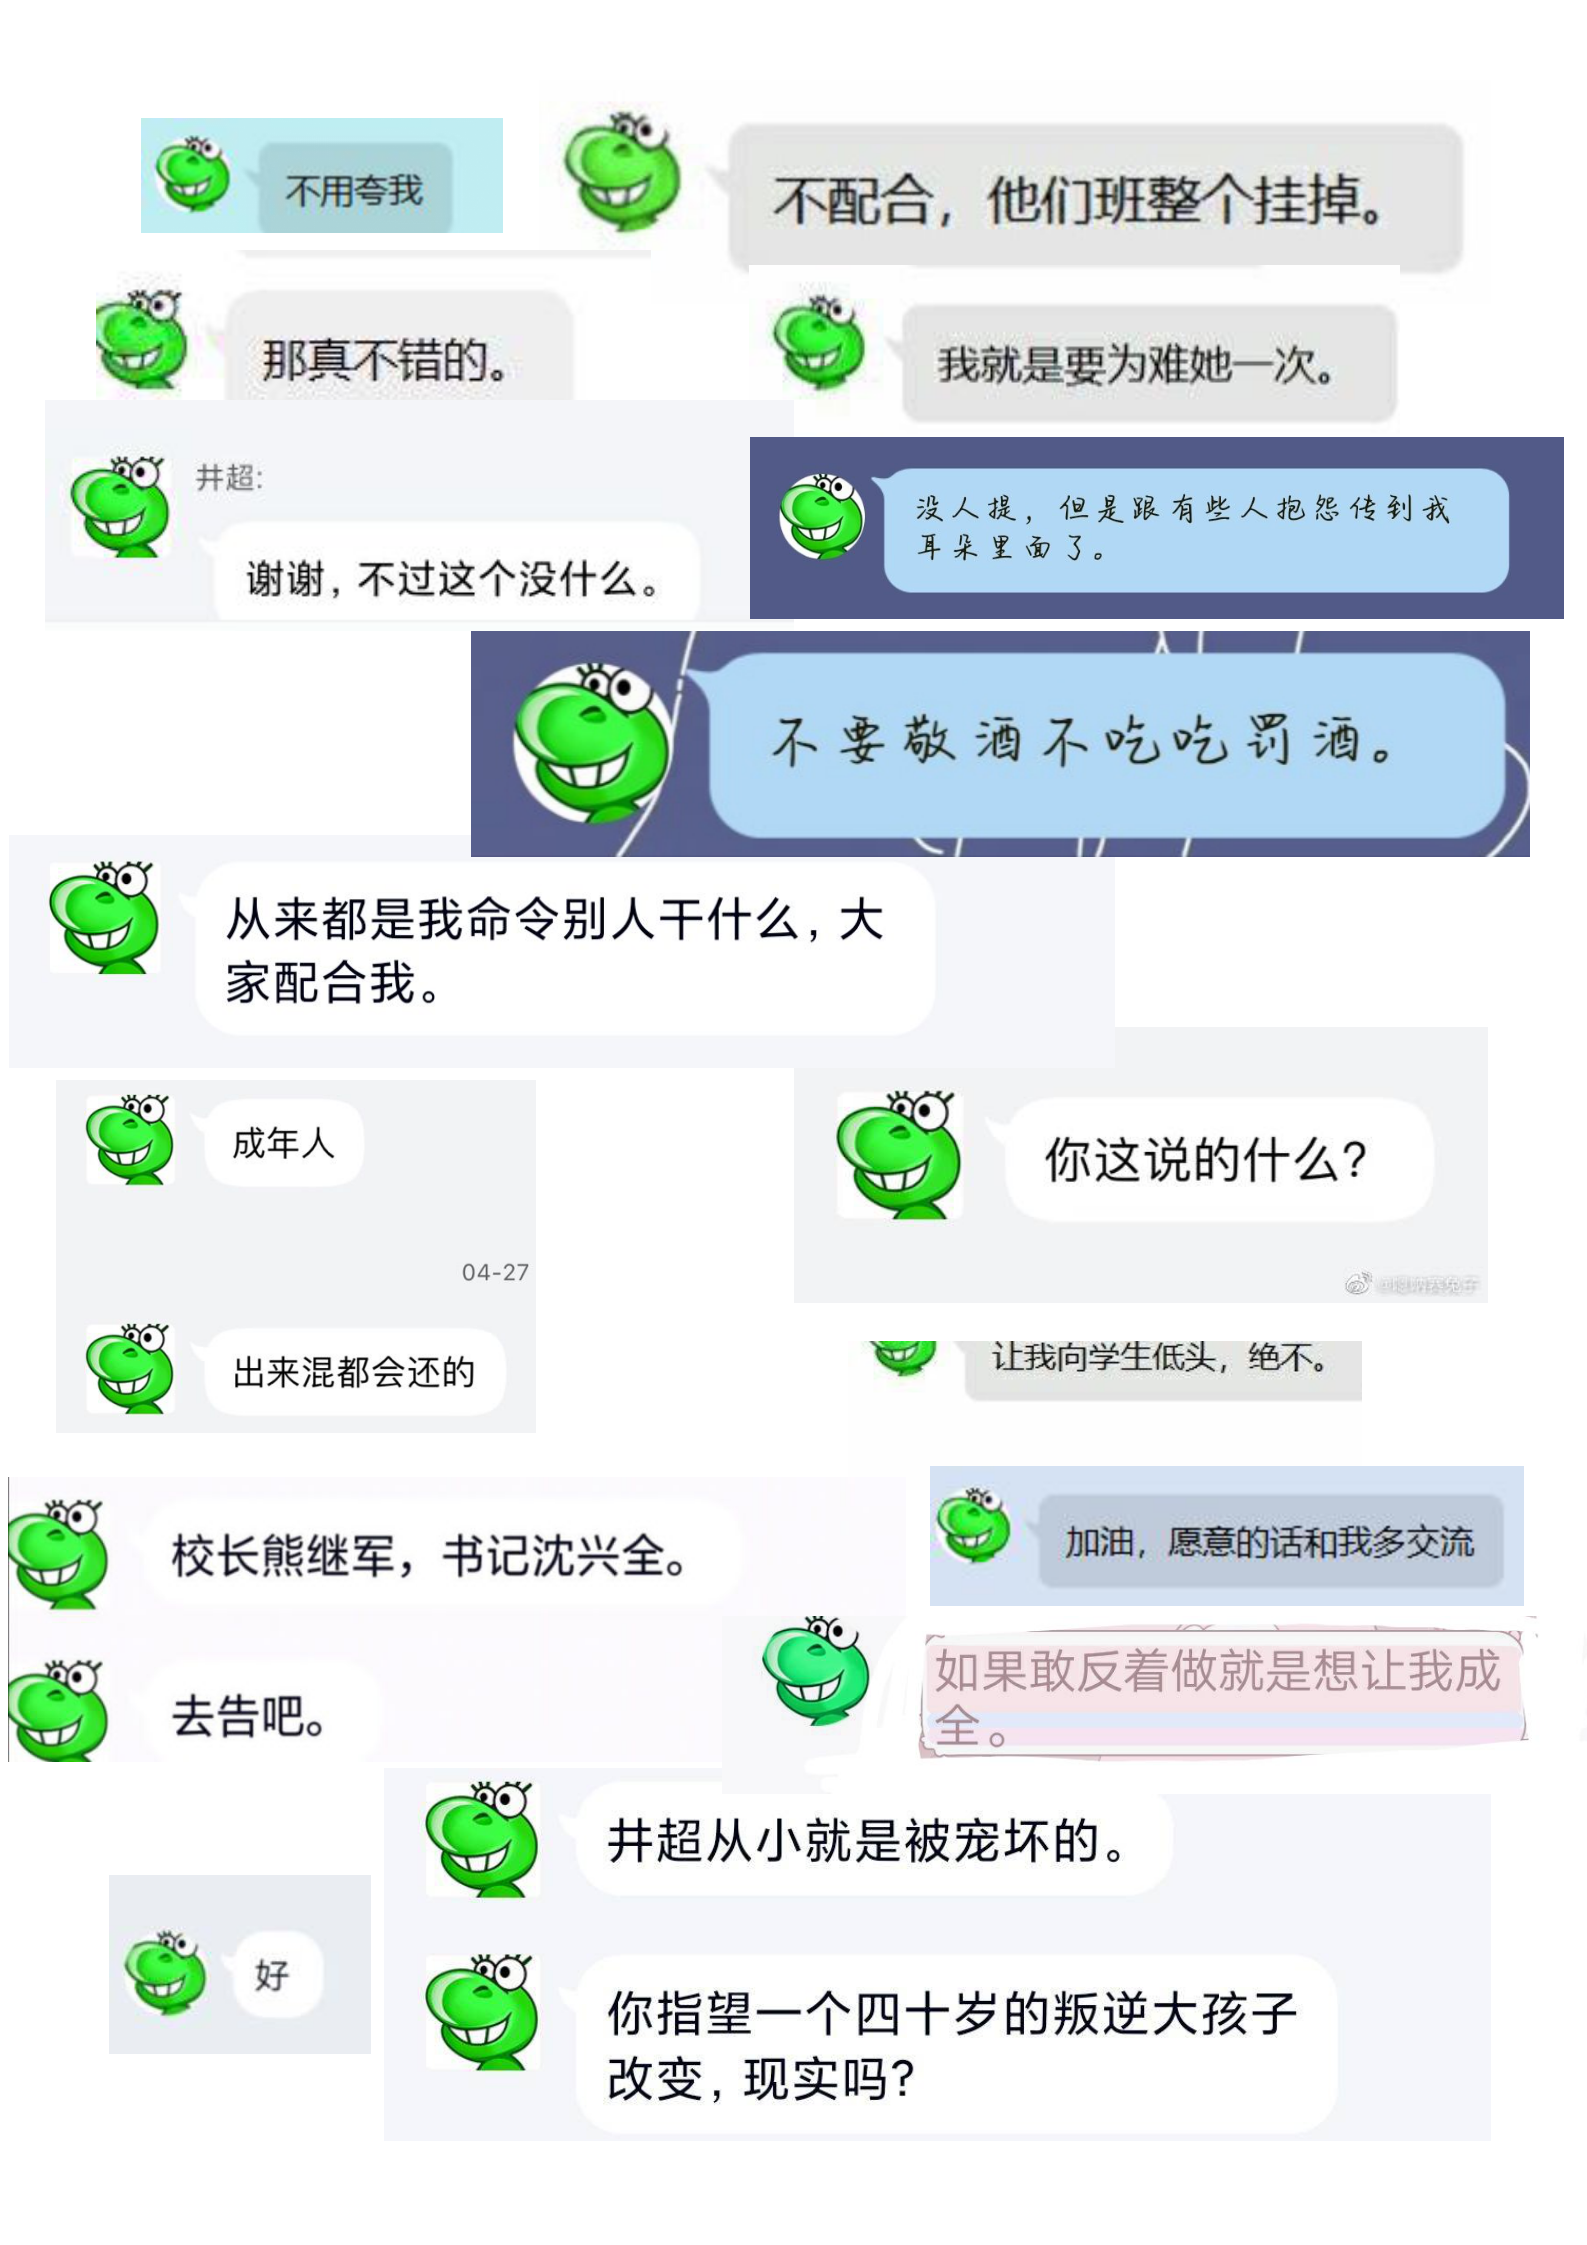 不用夸我
不配合，他们班整个挂掉。
那真不错的。
我就是要为难她一次。
井超:
谢谢，不过这个没什么。
没人提，但是跟有些人抱怨传到我
耳朵里面了。
不要敬酒不吃吃罚酒。
从来都是我命令别人干什么，大
家配合我。
成年人
你这说的什么？
04-27
出来混都会还的
让我向学生低头，绝不。
校长熊继军，书记沈兴全。
加油，愿意的话和我多交流
去告吧。
如果敢反着做就是想让我成
全。
井超从小就是被宠坏的。
好
你指望一个四十岁的叛逆大孩子
改变，现实吗？